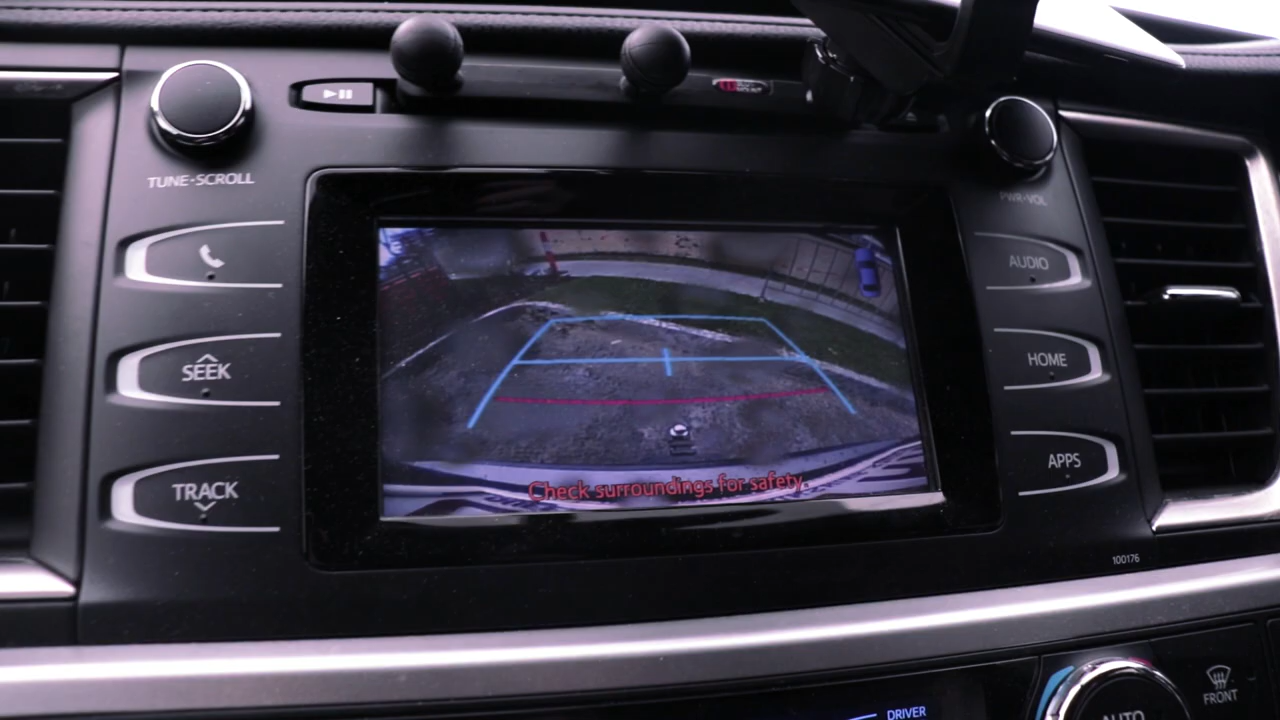 TUNE·SCROLL
PWR·VOL
AUDIO
SEEK
HOME
TRACK
APPS
Check surroundings for safety.
100176
FRONT
DRIVER
AUTO